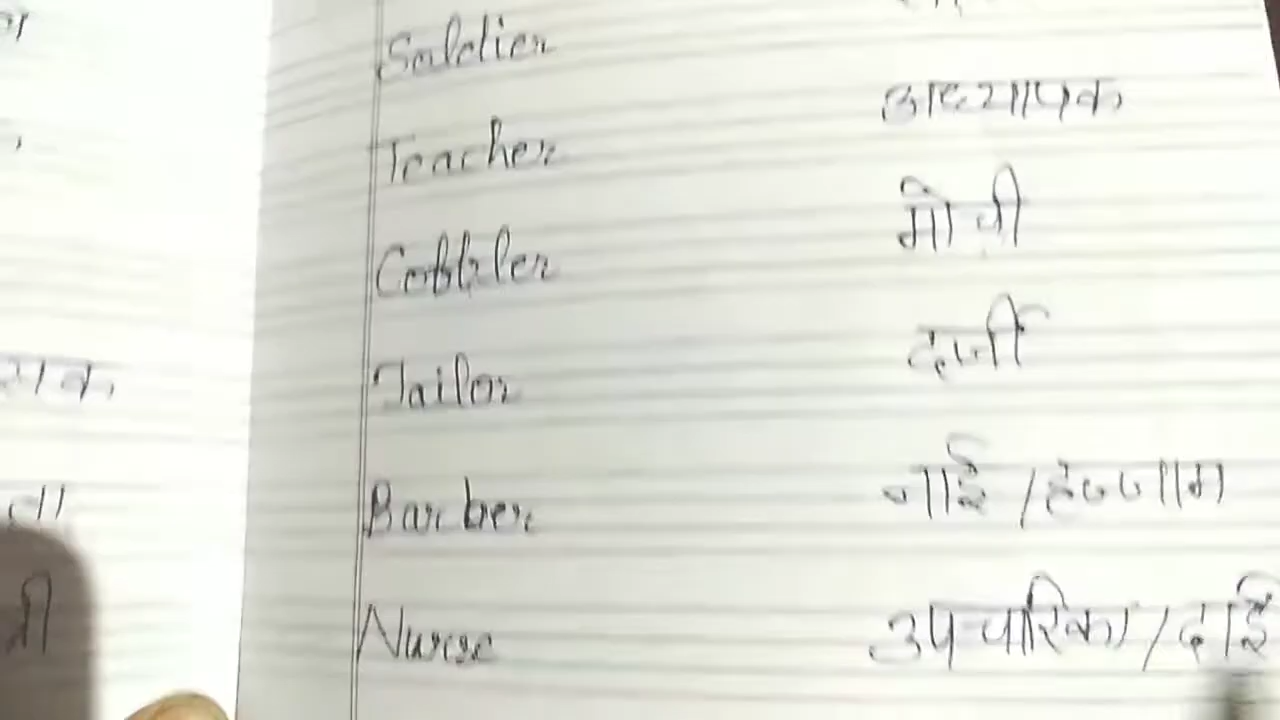 Soldier
Teacher अध्यापक
Cobbler मोची
Tailor दर्जी
Barber नाई / हज्जाम
Nurse उपचारिका / दाई